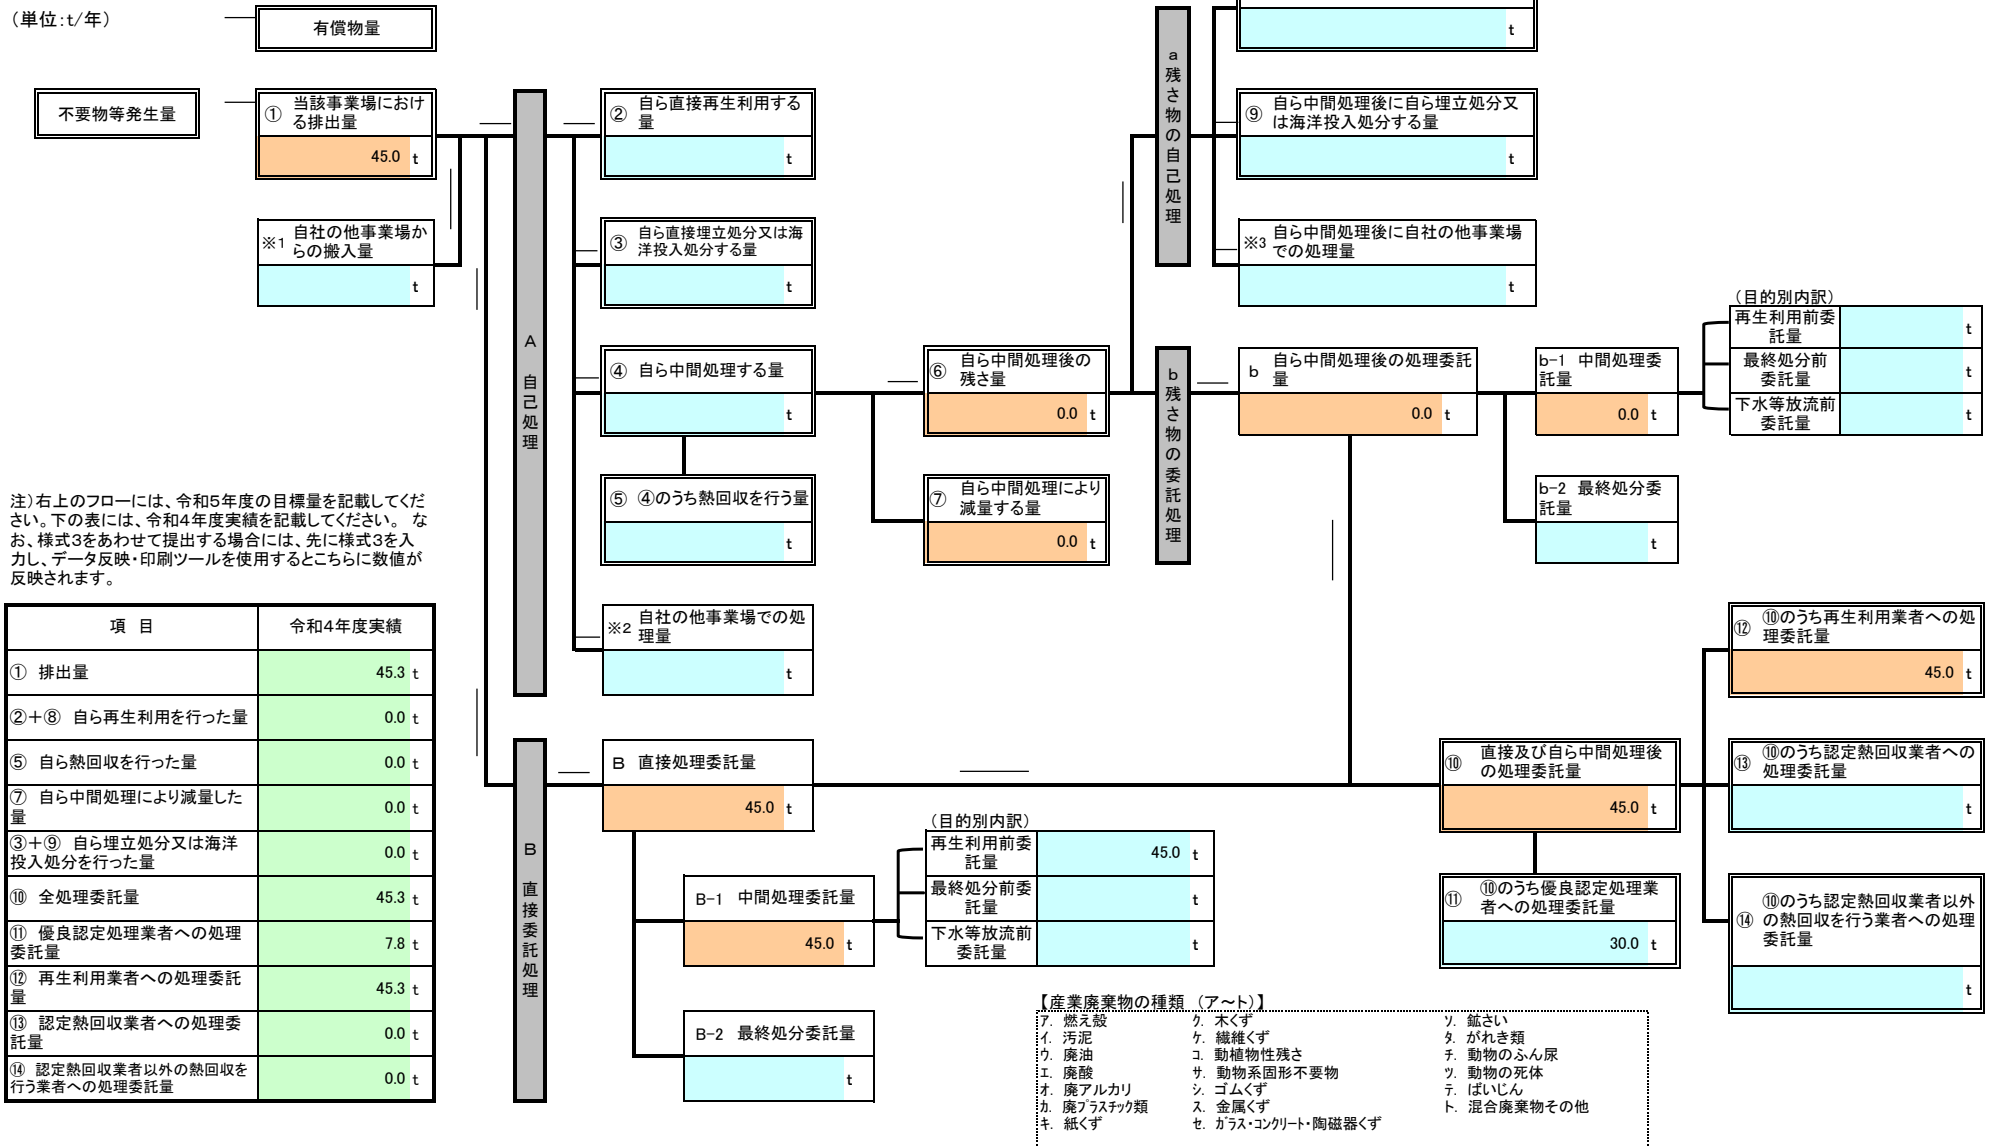 （単位：t/年）
有償物量
t
不要物等発生量
① 当該事業場におけ
る排出量
45.0 t
※1 自社の他事業場か
らの搬入量
t
A 自己処理
② 自ら直接再生利用する
量
t
③ 自ら直接埋立処分又は海
洋投入処分する量
t
④ 自ら中間処理する量
t
⑤ ④のうち熱回収を行う量
t
※2 自社の他事業場での処
理量
t
⑥ 自ら中間処理後の
残さ量
0.0 t
⑦ 自ら中間処理により
減量する量
0.0 t
a残さ物の自己処理
⑨ 自ら中間処理後に自ら埋立処分又
は海洋投入処分する量
t
※3 自ら中間処理後に自社の他事業場
での処理量
t
b残さ物の委託処理
b 自ら中間処理後の処理委託
量
0.0 t
b-1 中間処理委
託量
0.0 t
（目的別内訳）
再生利用前委
託量
t
最終処分前
委託量
t
下水等放流前
委託量
t
b-2 最終処分委
託量
t
注）右上のフローには、令和５年度の目標量を記載してくだ
さい。下の表には、令和４年度実績を記載してください。 な
お、様式３をあわせて提出する場合には、先に様式３を入
力し、データ反映・印刷ツールを使用するとこちらに数値が
反映されます。
項 目 令和４年度実績
① 排出量 45.3 t
②＋⑧ 自ら再生利用を行った量 0.0 t
⑤ 自ら熱回収を行った量 0.0 t
⑦ 自ら中間処理により減量した
量 0.0 t
③＋⑨ 自ら埋立処分又は海洋
投入処分を行った量 0.0 t
⑩ 全処理委託量 45.3 t
⑪ 優良認定処理業者への処理
委託量 7.8 t
⑫ 再生利用業者への処理委託
量 45.3 t
⑬ 認定熱回収業者への処理委
託量 0.0 t
⑭ 認定熱回収業者以外の熱回収を
行う業者への処理委託量 0.0 t
B 直接委託処理
B 直接処理委託量
45.0 t
B-1 中間処理委託量
45.0 t
B-2 最終処分委託量
t
（目的別内訳）
再生利用前委
託量
45.0 t
最終処分前委
託量
t
下水等放流前
委託量
t
⑩ 直接及び自ら中間処理後
の処理委託量
45.0 t
⑪ ⑩のうち優良認定処理業
者への処理委託量
30.0 t
⑫ ⑩のうち再生利用業者への処
理委託量
45.0 t
⑬ ⑩のうち認定熱回収業者への
処理委託量
t
⑭ ⑩のうち認定熱回収業者以外
の熱回収を行う業者への処理
委託量
t
【産業廃棄物の種類 （ア～ト）】
ｱ. 燃え殻 ｸ. 木くず ｿ. 鉱さい
ｲ. 汚泥 ｹ. 繊維くず ﾀ. がれき類
ｳ. 廃油 ｺ. 動植物性残さ ﾁ. 動物のふん尿
ｴ. 廃酸 ｻ. 動物系固形不要物 ﾂ. 動物の死体
ｵ. 廃アルカリ ｼ. ゴムくず ﾃ. ばいじん
ｶ. 廃ﾌﾟﾗｽﾁｯｸ類 ｽ. 金属くず ﾄ. 混合廃棄物その他
ｷ. 紙くず ｾ. ｶﾞﾗｽ・ｺﾝｸﾘｰﾄ・陶磁器くず